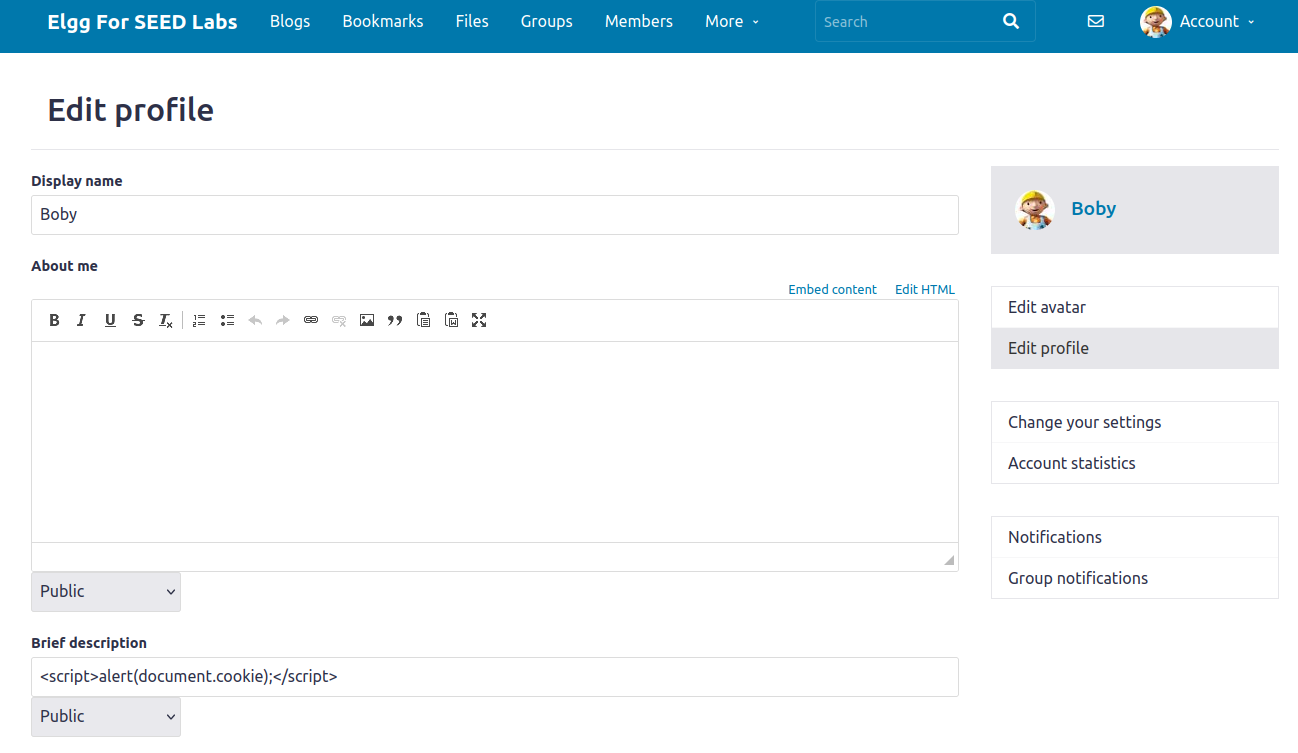 Elgg For SEED Labs Blogs Bookmarks Files Groups Members More Search Account
Edit profile
Display name
Boby
About me
Embed content Edit HTML
B I U S Tx
Public
Brief description
<script>alert(document.cookie);</script>
Public
Boby
Edit avatar
Edit profile
Change your settings
Account statistics
Notifications
Group notifications